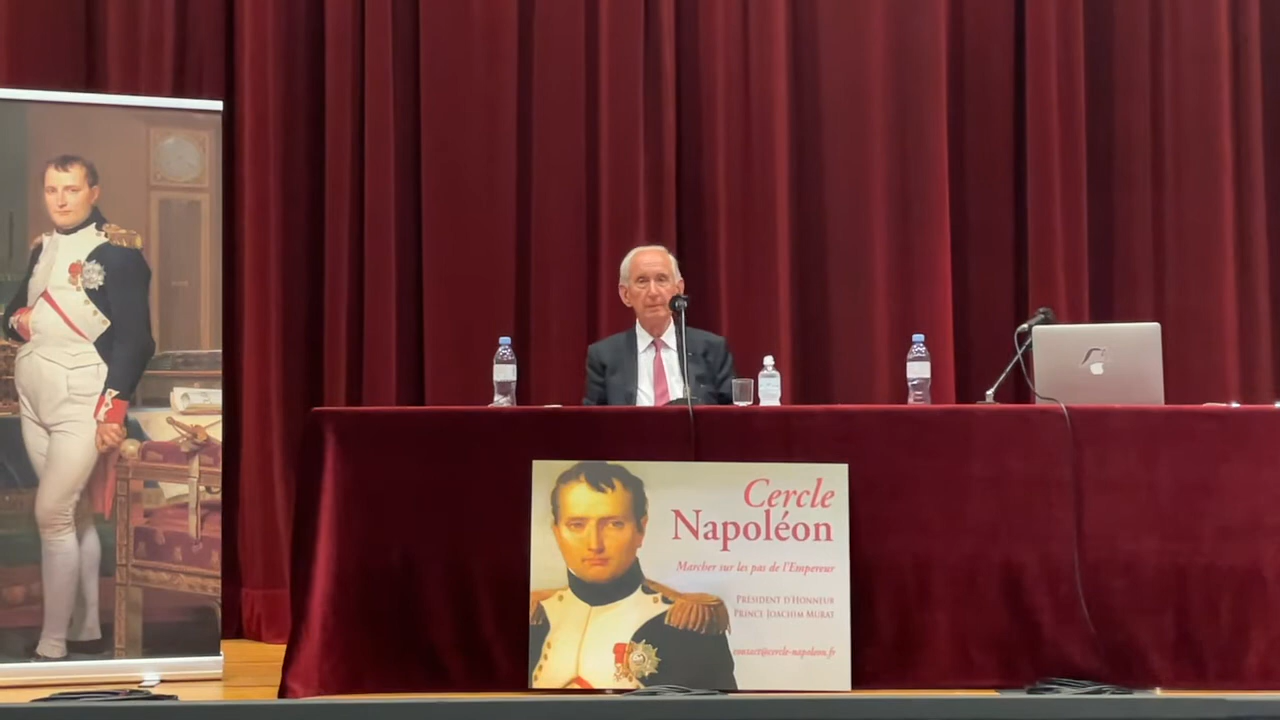 Cercle
Napoléon
Marcher sur les pas de l'Empereur
PRÉSIDENT D'HONNEUR
PRINCE JOACHIM MURAT
contact@cercle-napoleon.fr